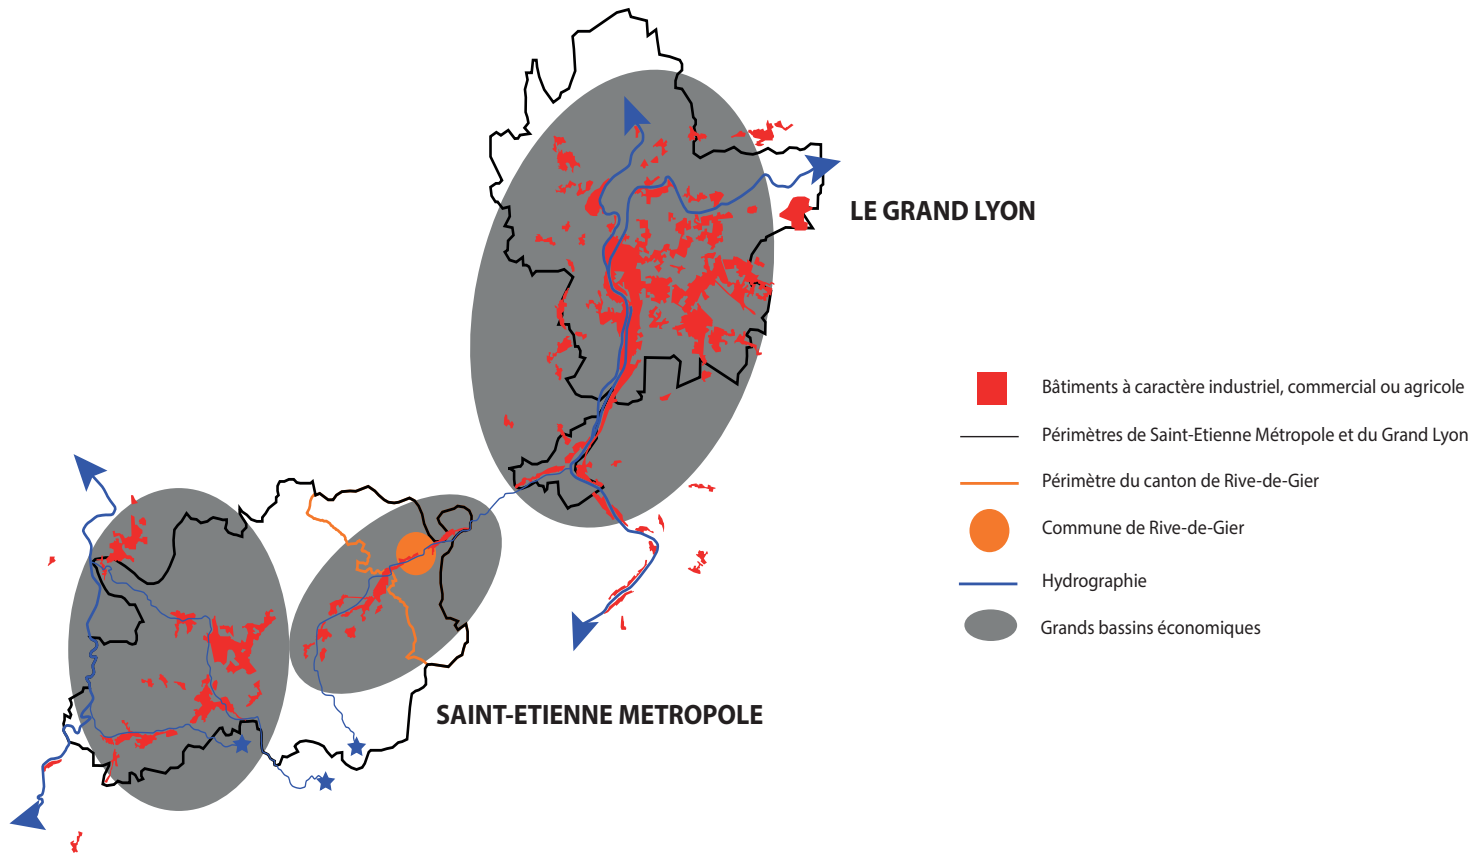 LE GRAND LYON
SAINT-ETIENNE METROPOLE
Bâtiments à caractère industriel, commercial ou agricole
Périmètres de Saint-Etienne Métropole et du Grand Lyon
Périmètre du canton de Rive-de-Gier
Commune de Rive-de-Gier
Hydrographie
Grands bassins économiques